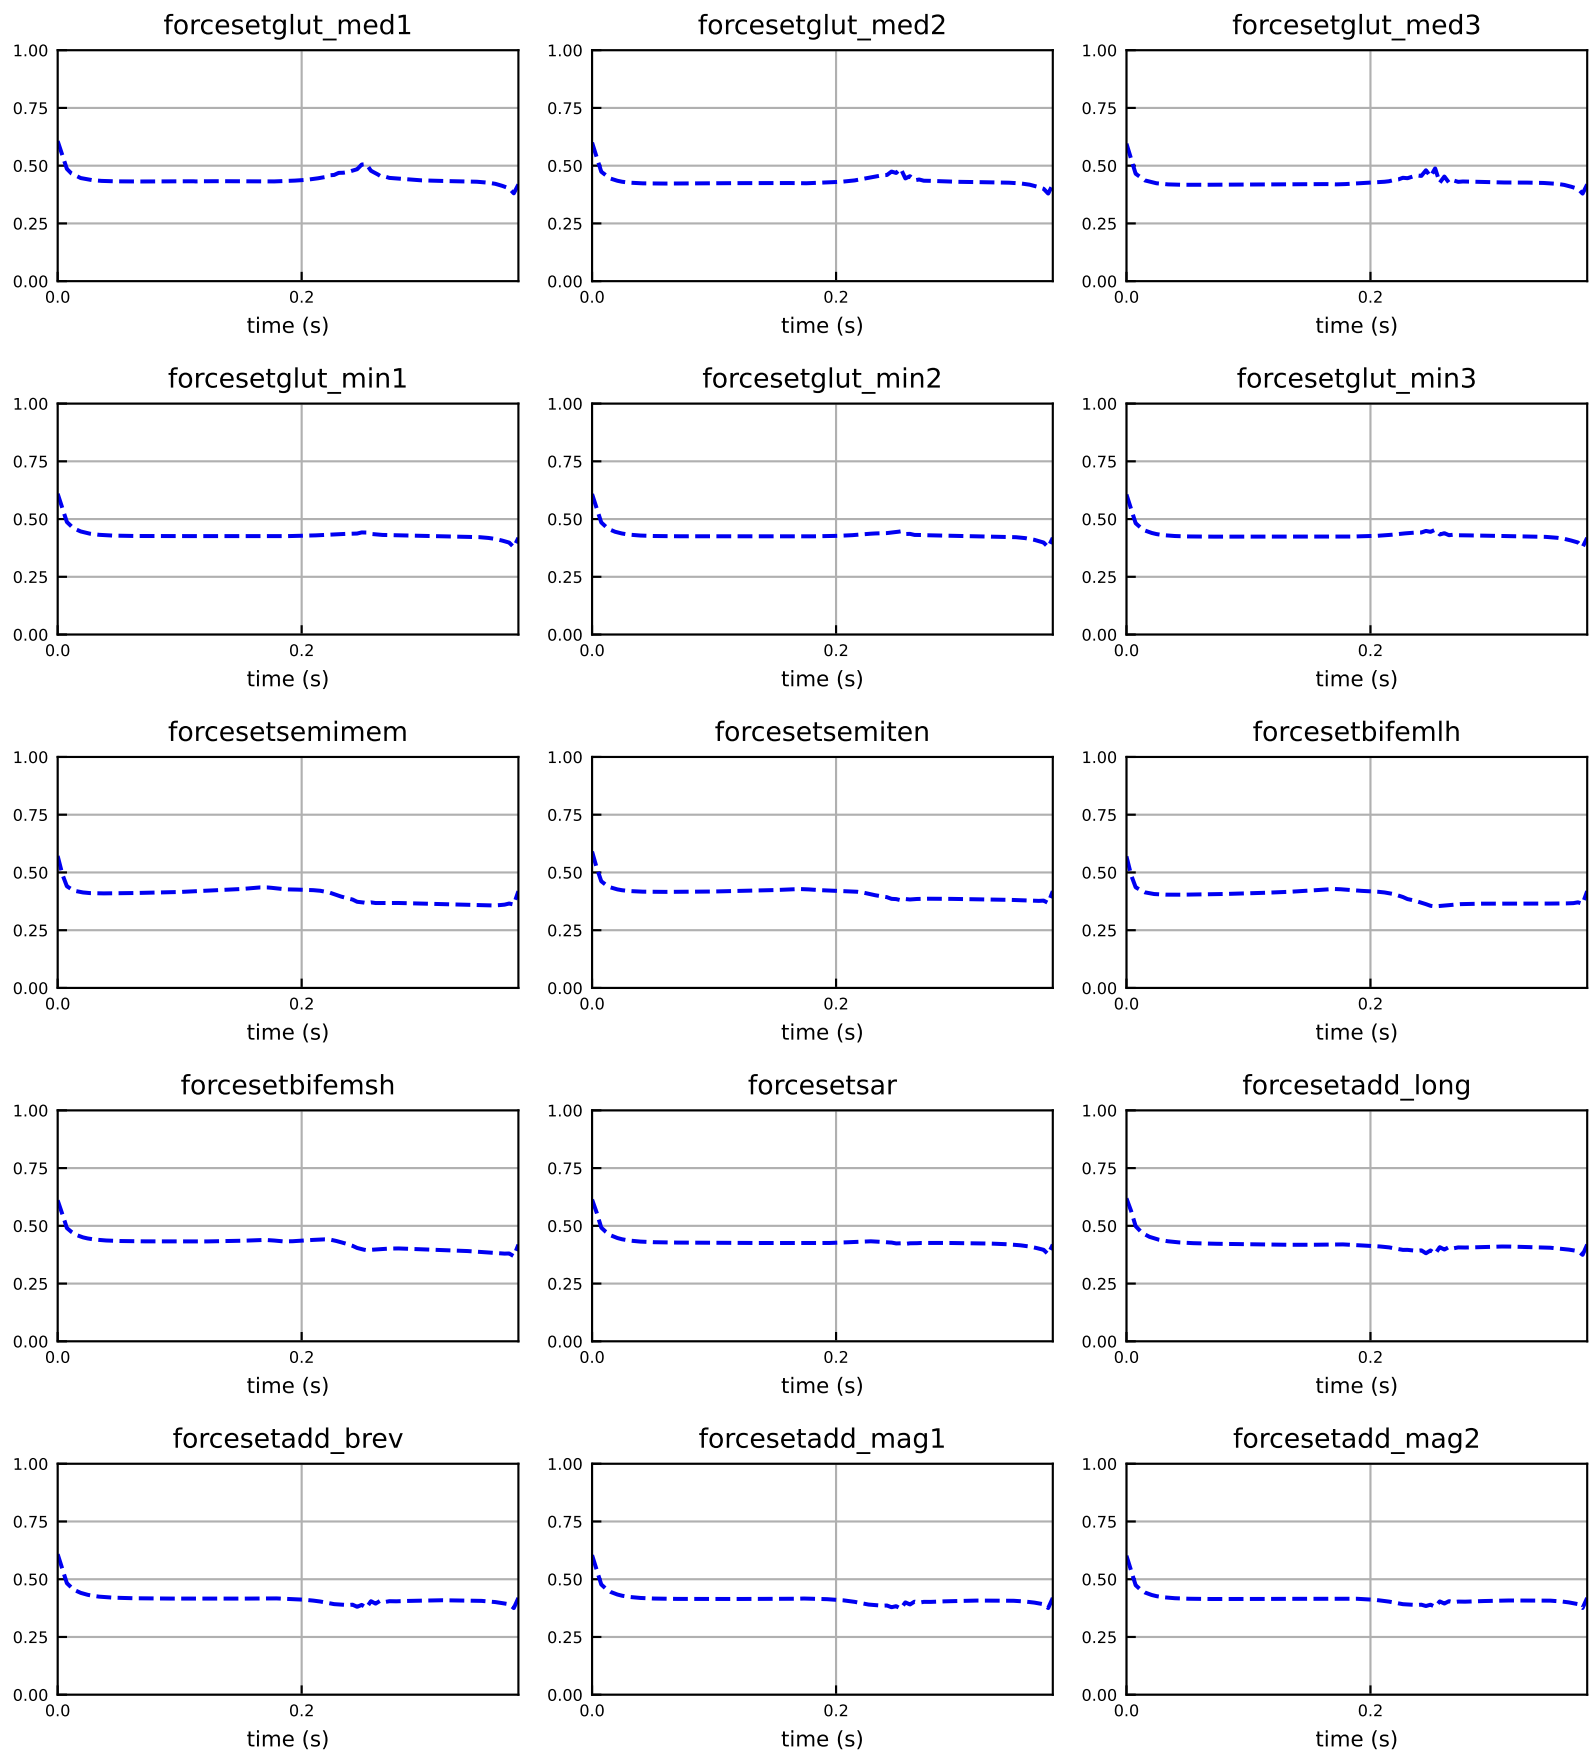 forcesetglut_med1 forcesetglut_med2 forcesetglut_med3
1.00 1.00 1.00
0.75 0.75 0.75
0.50 0.50 0.50
0.25 0.25 0.25
0.00 0.00 0.00
0.0 0.2 0.0 0.2 0.0 0.2
time (s) time (s) time (s)
forcesetglut_min1 forcesetglut_min2 forcesetglut_min3
1.00 1.00 1.00
0.75 0.75 0.75
0.50 0.50 0.50
0.25 0.25 0.25
0.00 0.00 0.00
0.0 0.2 0.0 0.2 0.0 0.2
time (s) time (s) time (s)
forcesetsemimem forcesetsemiten forcesetbifemlh
1.00 1.00 1.00
0.75 0.75 0.75
0.50 0.50 0.50
0.25 0.25 0.25
0.00 0.00 0.00
0.0 0.2 0.0 0.2 0.0 0.2
time (s) time (s) time (s)
forcesetbifemsh forcesetsar forcesetadd_long
1.00 1.00 1.00
0.75 0.75 0.75
0.50 0.50 0.50
0.25 0.25 0.25
0.00 0.00 0.00
0.0 0.2 0.0 0.2 0.0 0.2
time (s) time (s) time (s)
forcesetadd_brev forcesetadd_mag1 forcesetadd_mag2
1.00 1.00 1.00
0.75 0.75 0.75
0.50 0.50 0.50
0.25 0.25 0.25
0.00 0.00 0.00
0.0 0.2 0.0 0.2 0.0 0.2
time (s) time (s) time (s)